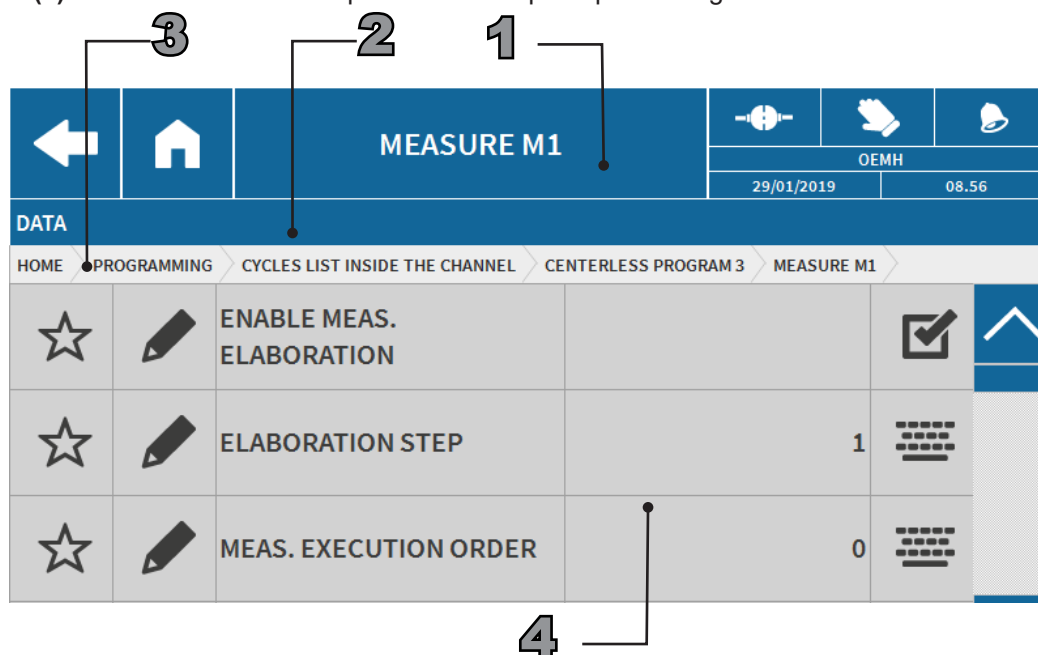 3 2 1
MEASURE M1
OEMH
29/01/2019 08.56
DATA
HOME PROGRAMMING CYCLES LIST INSIDE THE CHANNEL CENTERLESS PROGRAM 3 MEASURE M1
ENABLE MEAS.
ELABORATION
ELABORATION STEP 1
MEAS. EXECUTION ORDER 0
4